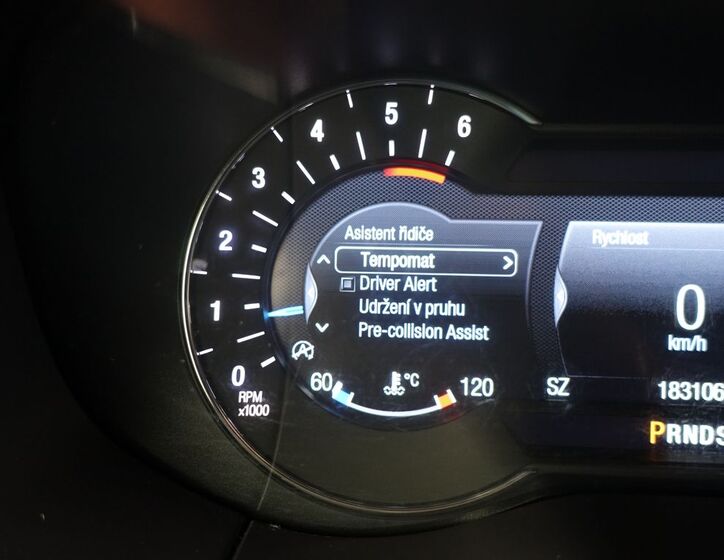 0
1
2
3
4
5
6
RPM
x1000
Asistent řidiče
Tempomat
Driver Alert
Udržení v pruhu
Pre-collision Assist
A
60 °C 120
Rychlost
0
km/h
SZ 183106
PRNDS